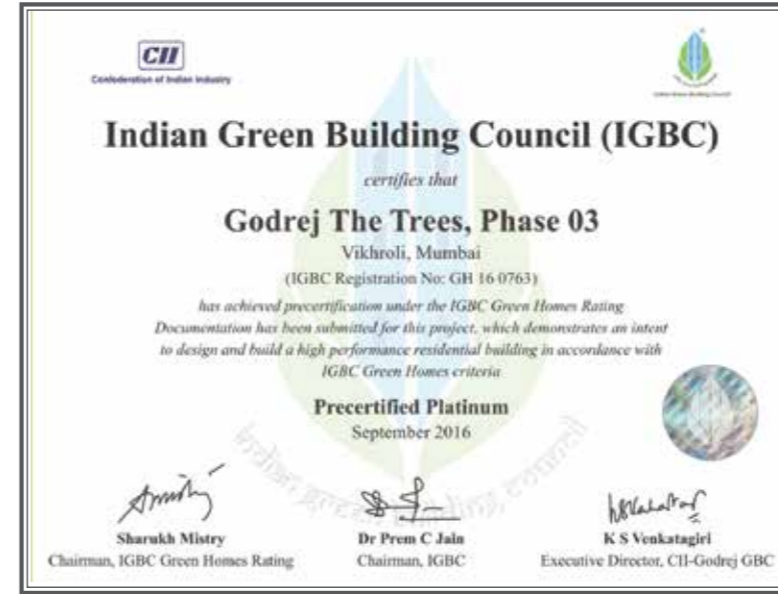 CII
Confederation of Indian Industry
Indian Green Building Council (IGBC)
certifies that
Godrej The Trees, Phase 03
Vikhroli, Mumbai
(IGBC Registration No: GH 16 0763)
has achieved precertification under the IGBC Green Homes Rating
Documentation has been submitted for this project, which demonstrates an intent
to design and build a high performance residential building in accordance with
IGBC Green Homes criteria
Precertified Platinum
September 2016
indian green building council
Sharukh Mistry
Chairman, IGBC Green Homes Rating
Dr Prem C Jain
Chairman, IGBC
K S Venkatagiri
Executive Director, CII-Godrej GBC